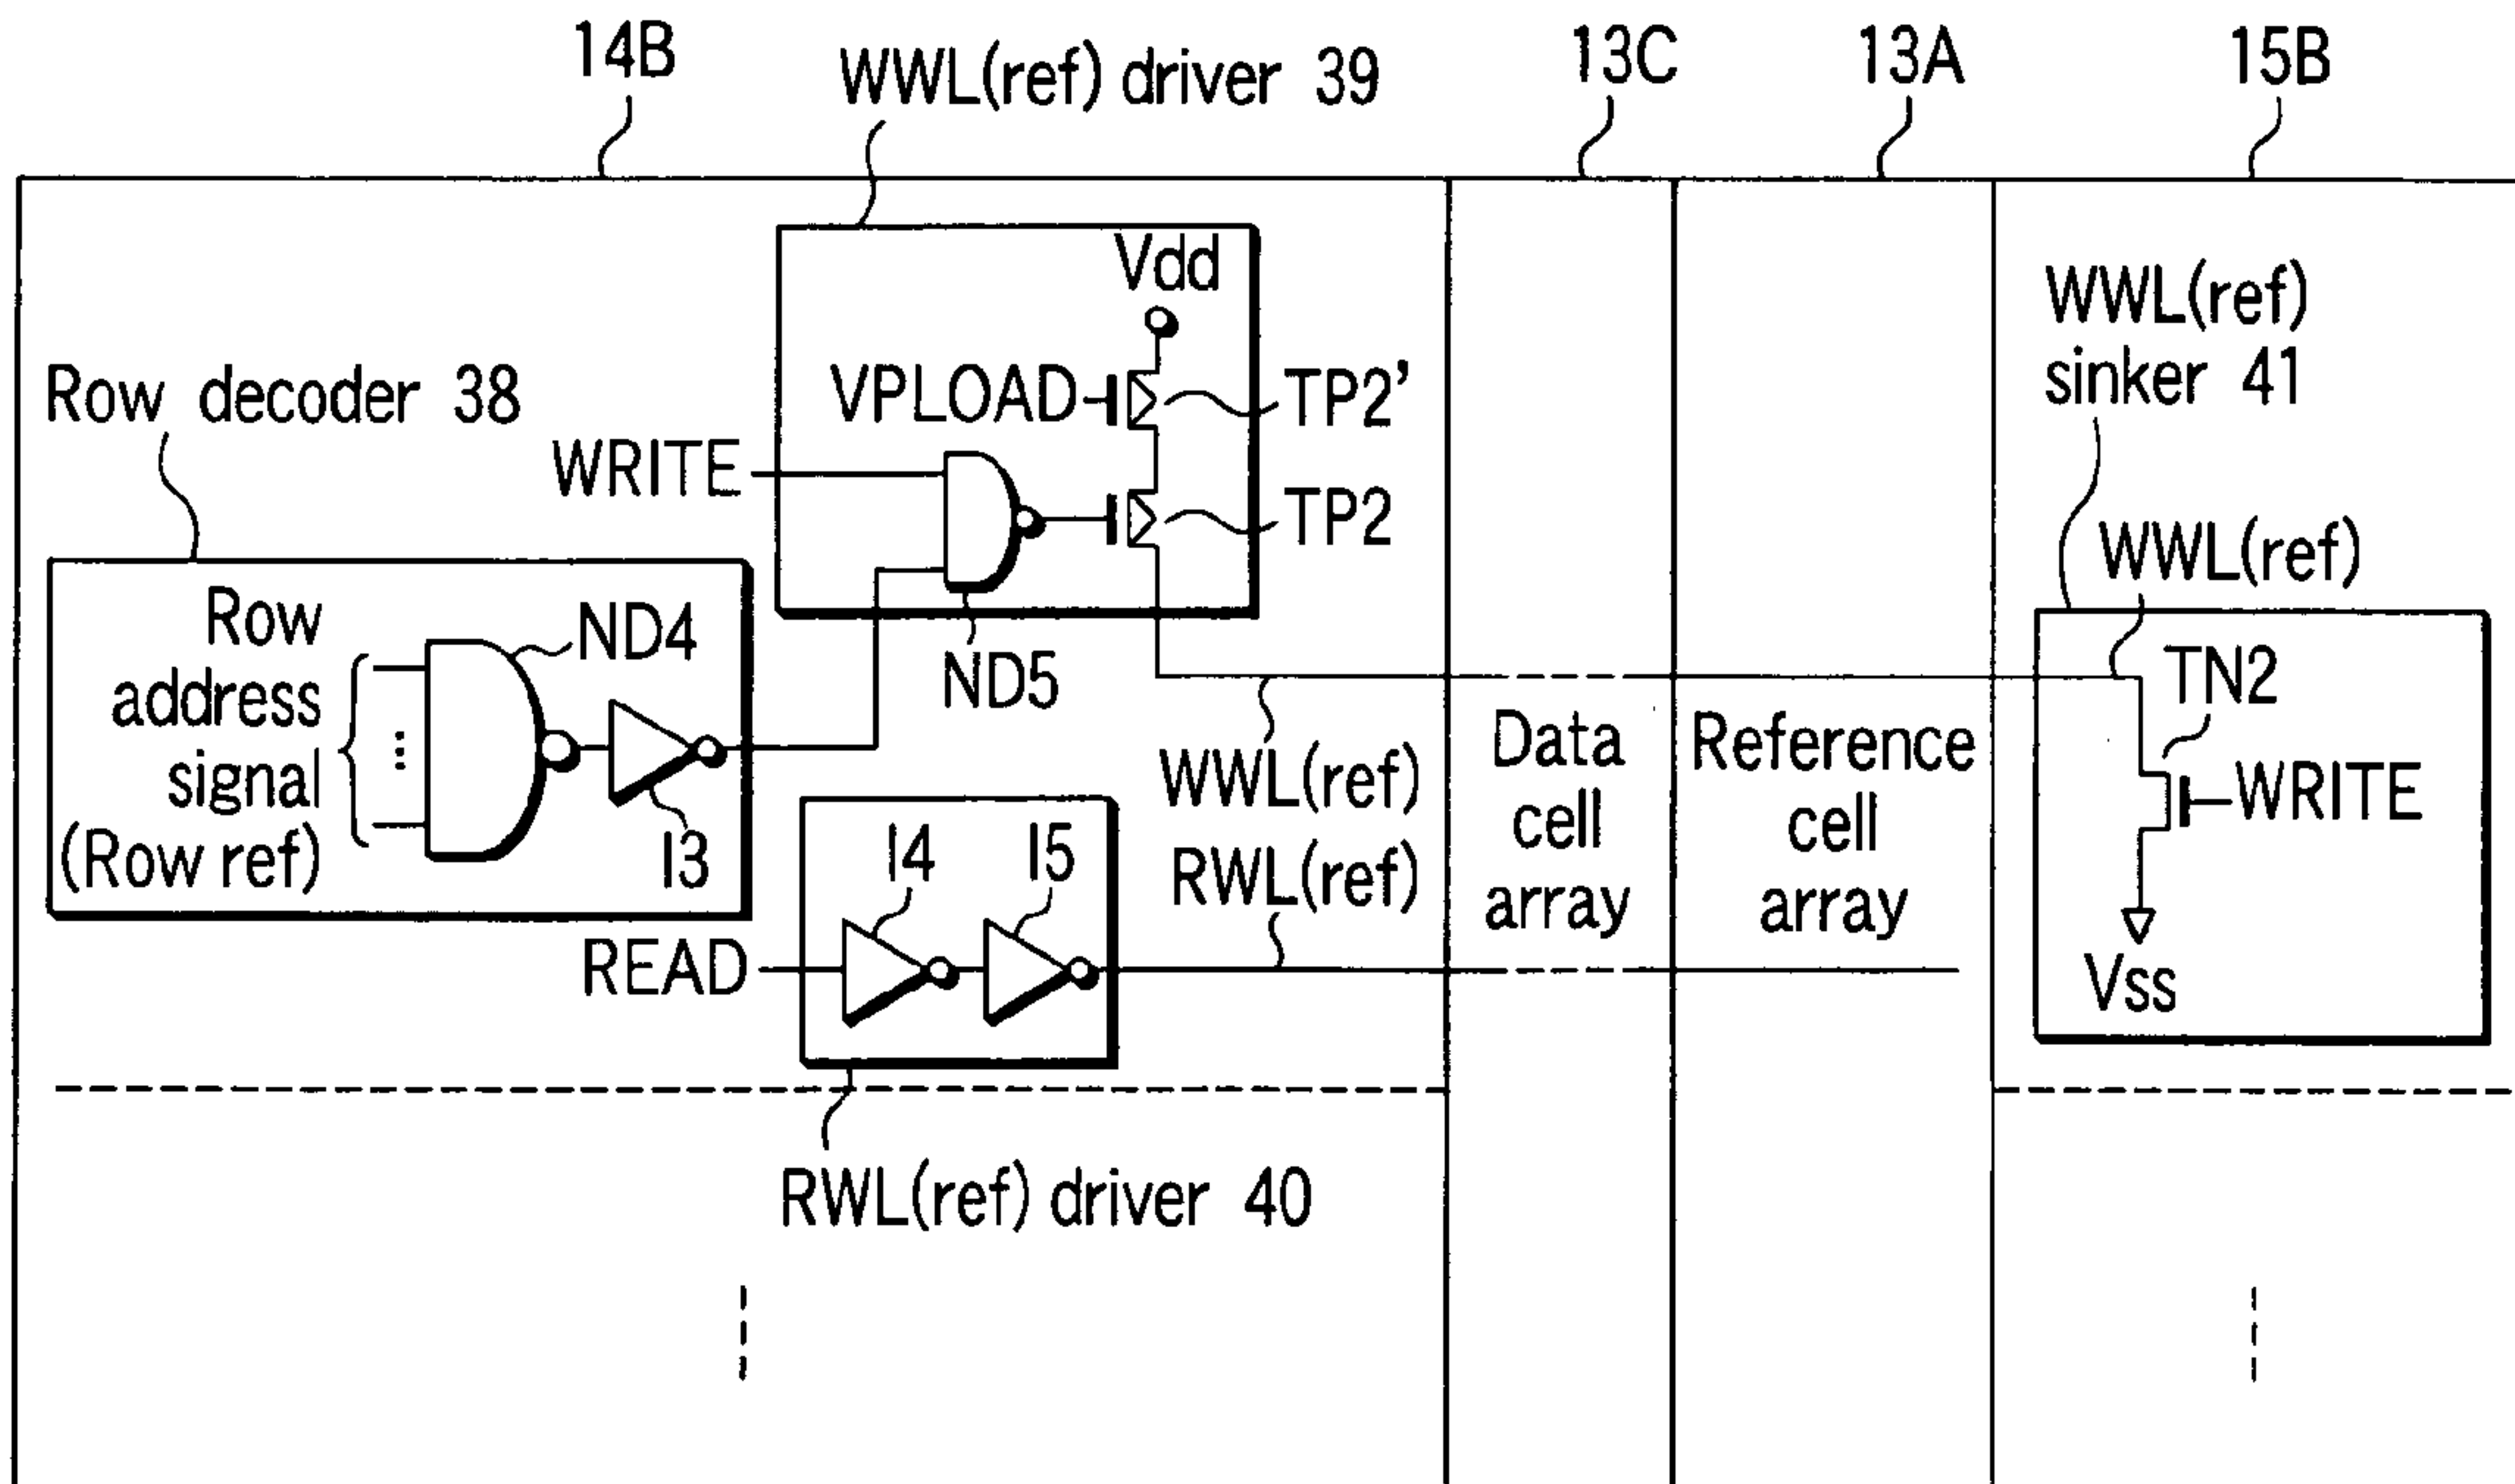 14B
WWL(ref) driver 39
13C
13A
15B
Vdd
WWL(ref)
sinker 41
Row decoder 38
VPLOAD
TP2'
WRITE
TP2
WWL(ref)
Row
address
signal
(Row ref)
ND4
ND5
TN2
I3
WWL(ref)
RWL(ref)
Data
cell
array
Reference
cell
array
WRITE
I4
I5
READ
Vss
RWL(ref) driver 40